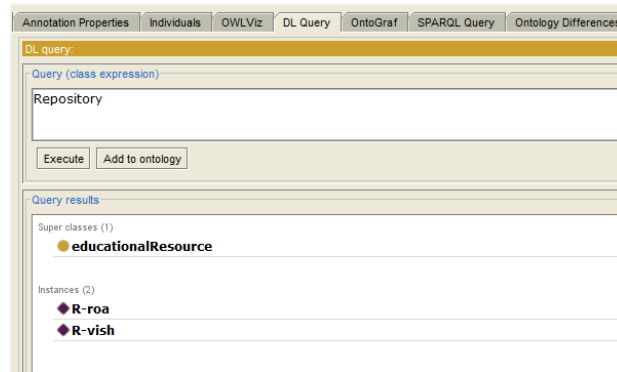 Annotation Properties Individuals OWLViz DL Query OntoGraf SPARQL Query Ontology Differences
DL query:
Query (class expression)
Repository
Execute Add to ontology
Query results
Super classes (1)
educationalResource
Instances (2)
R-roa
R-vish